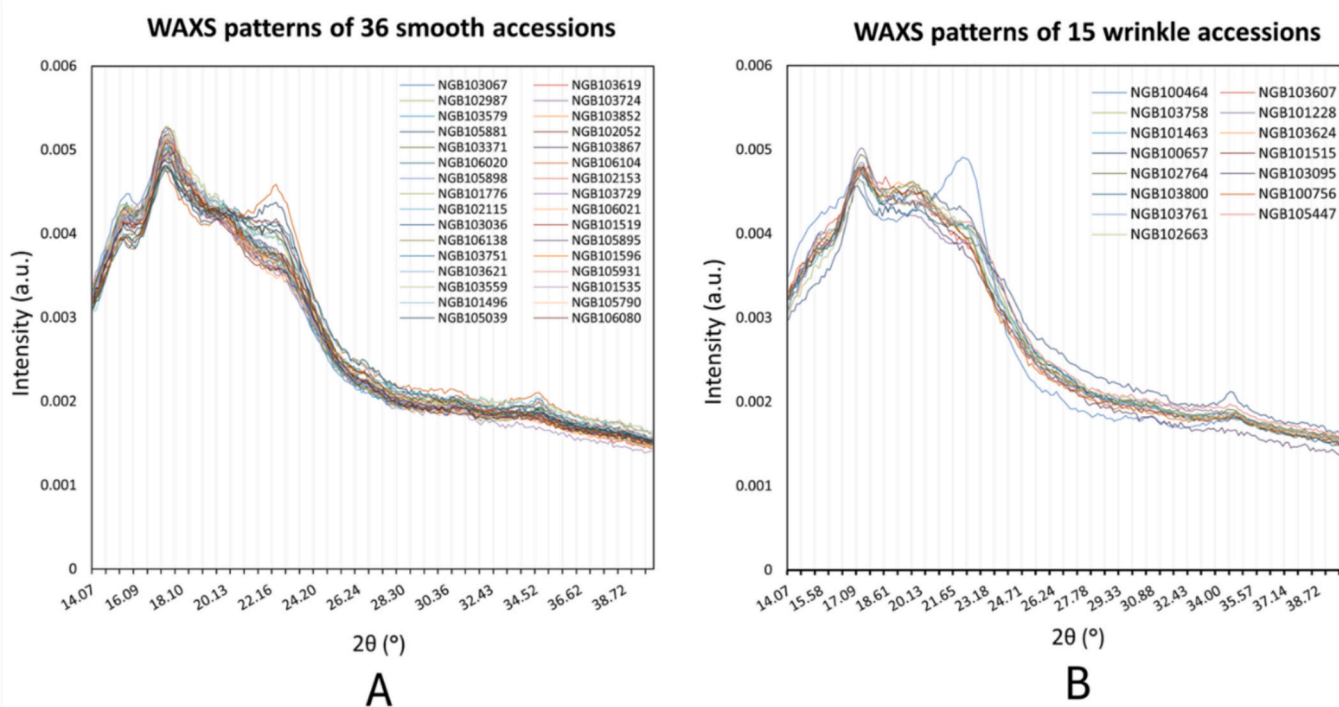 WAXS patterns of 36 smooth accessions
0.006
0.005
0.004
0.003
0.002
0.001
0
Intensity (a.u.)
NGB103067 NGB103619
NGB102987 NGB103724
NGB103579 NGB103852
NGB105881 NGB102052
NGB103371 NGB103867
NGB106020 NGB106104
NGB105898 NGB102153
NGB101776 NGB103729
NGB102115 NGB106021
NGB103036 NGB101519
NGB106138 NGB105895
NGB103751 NGB101596
NGB103621 NGB105931
NGB103559 NGB101535
NGB101496 NGB105790
NGB105039 NGB106080
14.07 16.09 18.10 20.13 22.16 24.20 26.24 28.30 30.36 32.43 34.52 36.62 38.72
2θ (°)
A
WAXS patterns of 15 wrinkle accessions
0.006
0.005
0.004
0.003
0.002
0.001
0
Intensity (a.u.)
NGB100464 NGB103607
NGB103758 NGB101228
NGB101463 NGB103624
NGB100657 NGB101515
NGB102764 NGB103095
NGB103800 NGB100756
NGB103761 NGB105447
NGB102663
14.07 15.58 17.09 18.61 20.13 21.65 23.18 24.71 26.24 27.78 29.33 30.88 32.43 34.00 35.57 37.14 38.72
2θ (°)
B